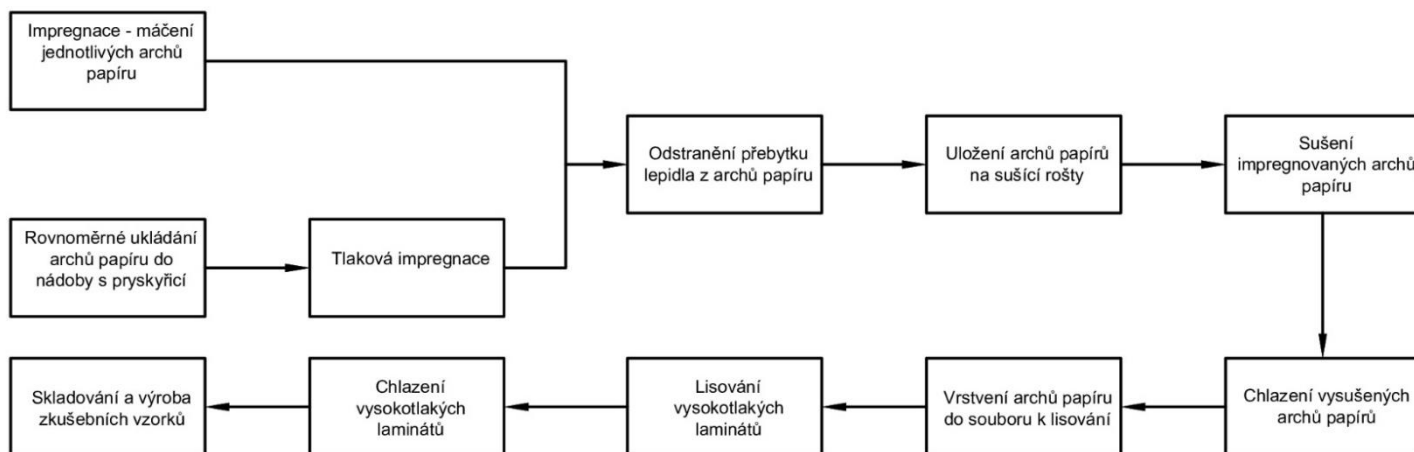 Impregnace - máčení
jednotlivých archů
papíru
Rovnoměrné ukládání
archů papíru do
nádoby s pryskyřicí
Tlaková impregnace
Odstranění přebytku
lepidla z archů papíru
Uložení archů papírů
na sušící rošty
Sušení
impregnovaných archů
papíru
Chlazení vysušených
archů papírů
Vrstvení archů papíru
do souboru k lisování
Lisování
vysokotlakých
laminátů
Chlazení
vysokotlakých
laminátů
Skladování a výroba
zkušebních vzorků